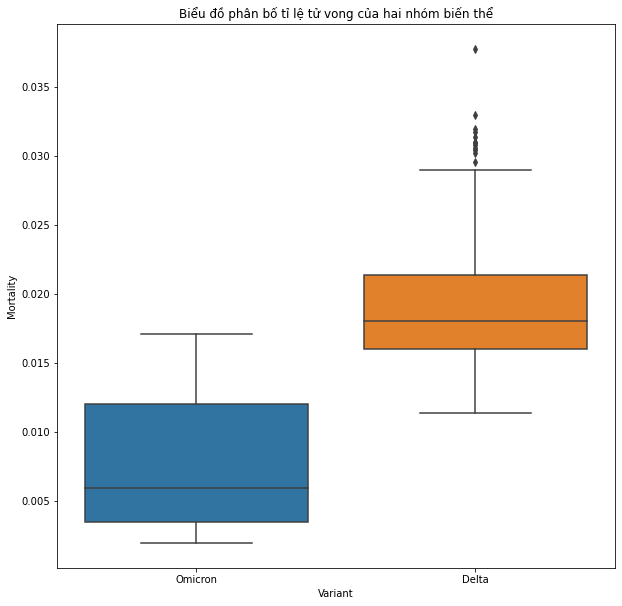 Biểu đồ phân bố tỉ lệ tử vong của hai nhóm biến thể
0.035
0.030
0.025
0.020
0.015
0.010
0.005
Mortality
Omicron
Delta
Variant